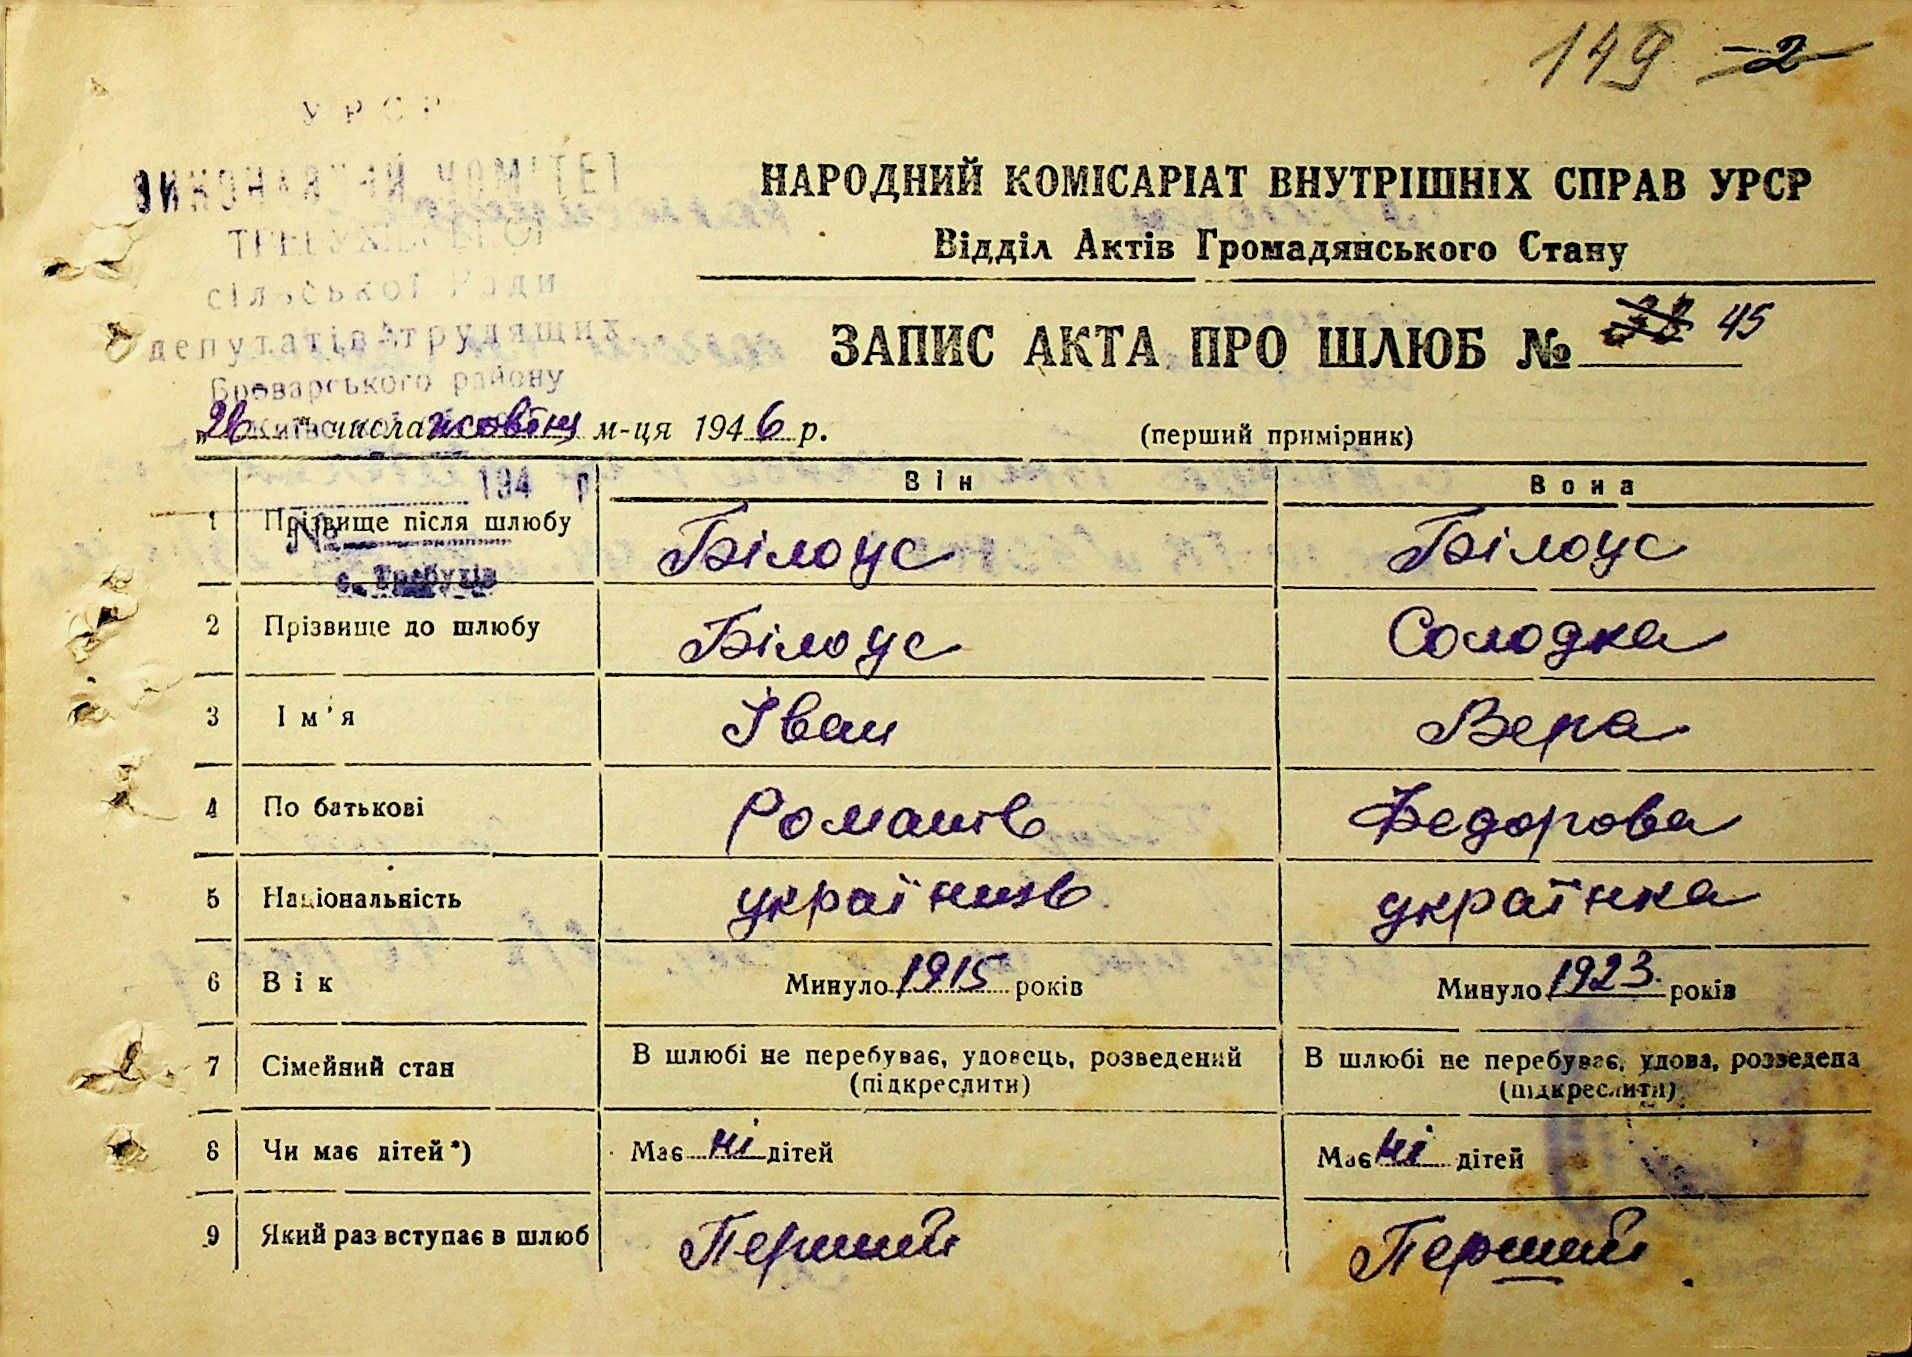 149 2
УРСР
ВИКОНАВЧИЙ КОМІТЕТ
ТРЕБУХІВСЬКОЇ
сільської Ради
депутатів трудящих
Броварського району
194 р
№
с. Требухів
НАРОДНИЙ КОМІСАРІАТ ВНУТРІШНІХ СПРАВ УРСР
Відділ Актів Громадянського Стану
ЗАПИС АКТА ПРО ШЛЮБ № 45
„26 числа жовтня м-ця 1946 р.
(перший примірник)
Він Вона
1 Прізвище після шлюбу Білоус Білоус
2 Прізвище до шлюбу Білоус Солодка
3 Ім'я Іван Вера
4 По батькові Романів Федорова
5 Національність українець українка
6 Вік Минуло 1915 років Минуло 1923 років
7 Сімейний стан В шлюбі не перебуває, удовець, розведений В шлюбі не перебуває, удова, розведена
(підкреслити) (підкреслити)
8 Чи має дітей*) Має ні дітей Має ні дітей
9 Який раз вступає в шлюб Перший Перший